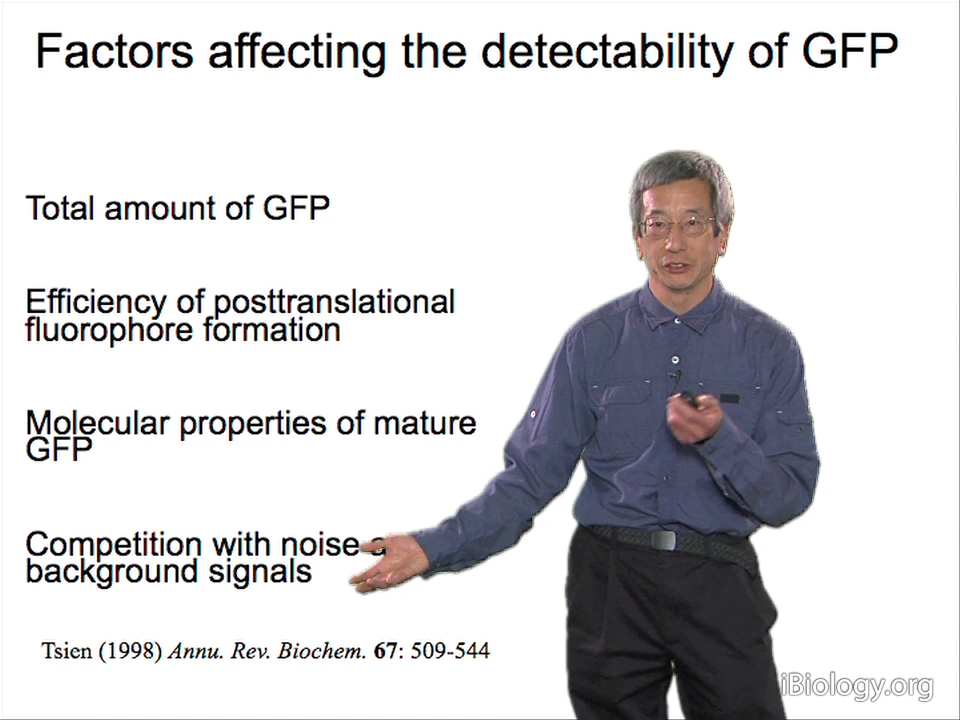 Factors affecting the detectability of GFP
Total amount of GFP
Efficiency of posttranslational
fluorophore formation
Molecular properties of mature
GFP
Competition with noise
background signals
Tsien (1998) Annu. Rev. Biochem. 67: 509-544
iBiology.org